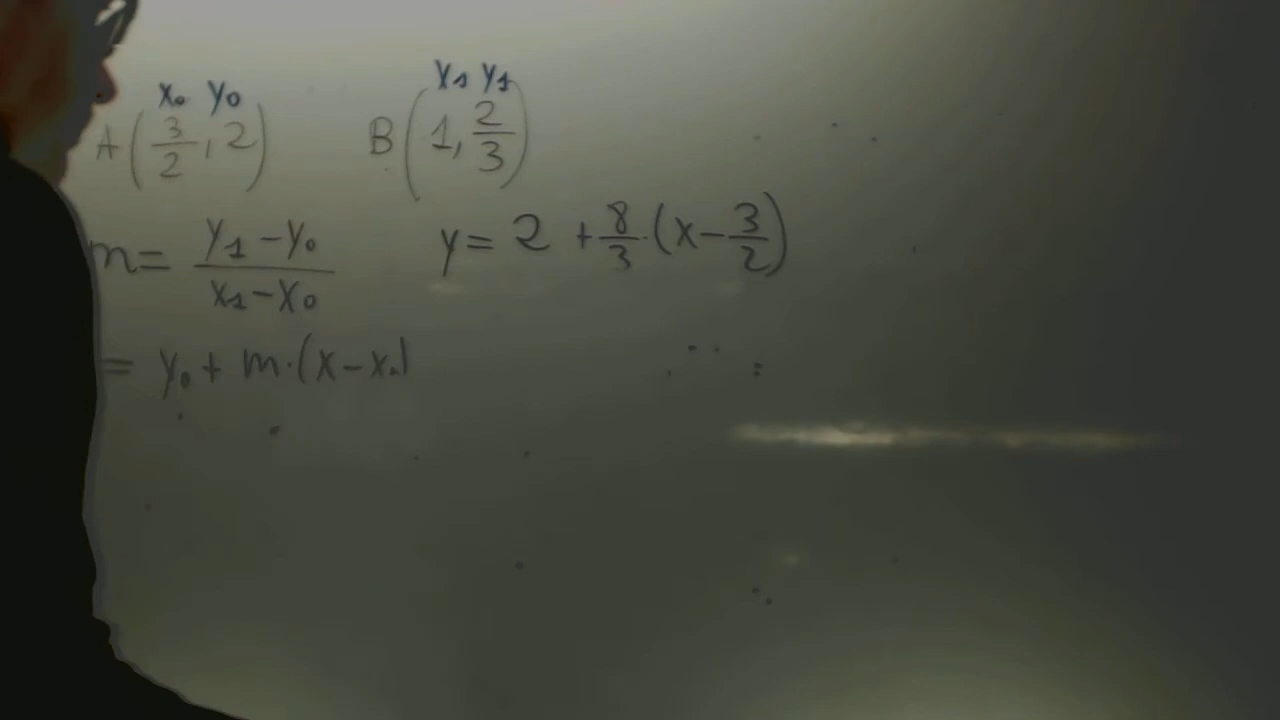 x₀ y₀ x₁ y₁
A(3/2, 2) B(1, 2/3)
m = (y₁ - y₀)/(x₁ - x₀) y = 2 + 8/3·(x - 3/2)
= y₀ + m·(x - x₀)